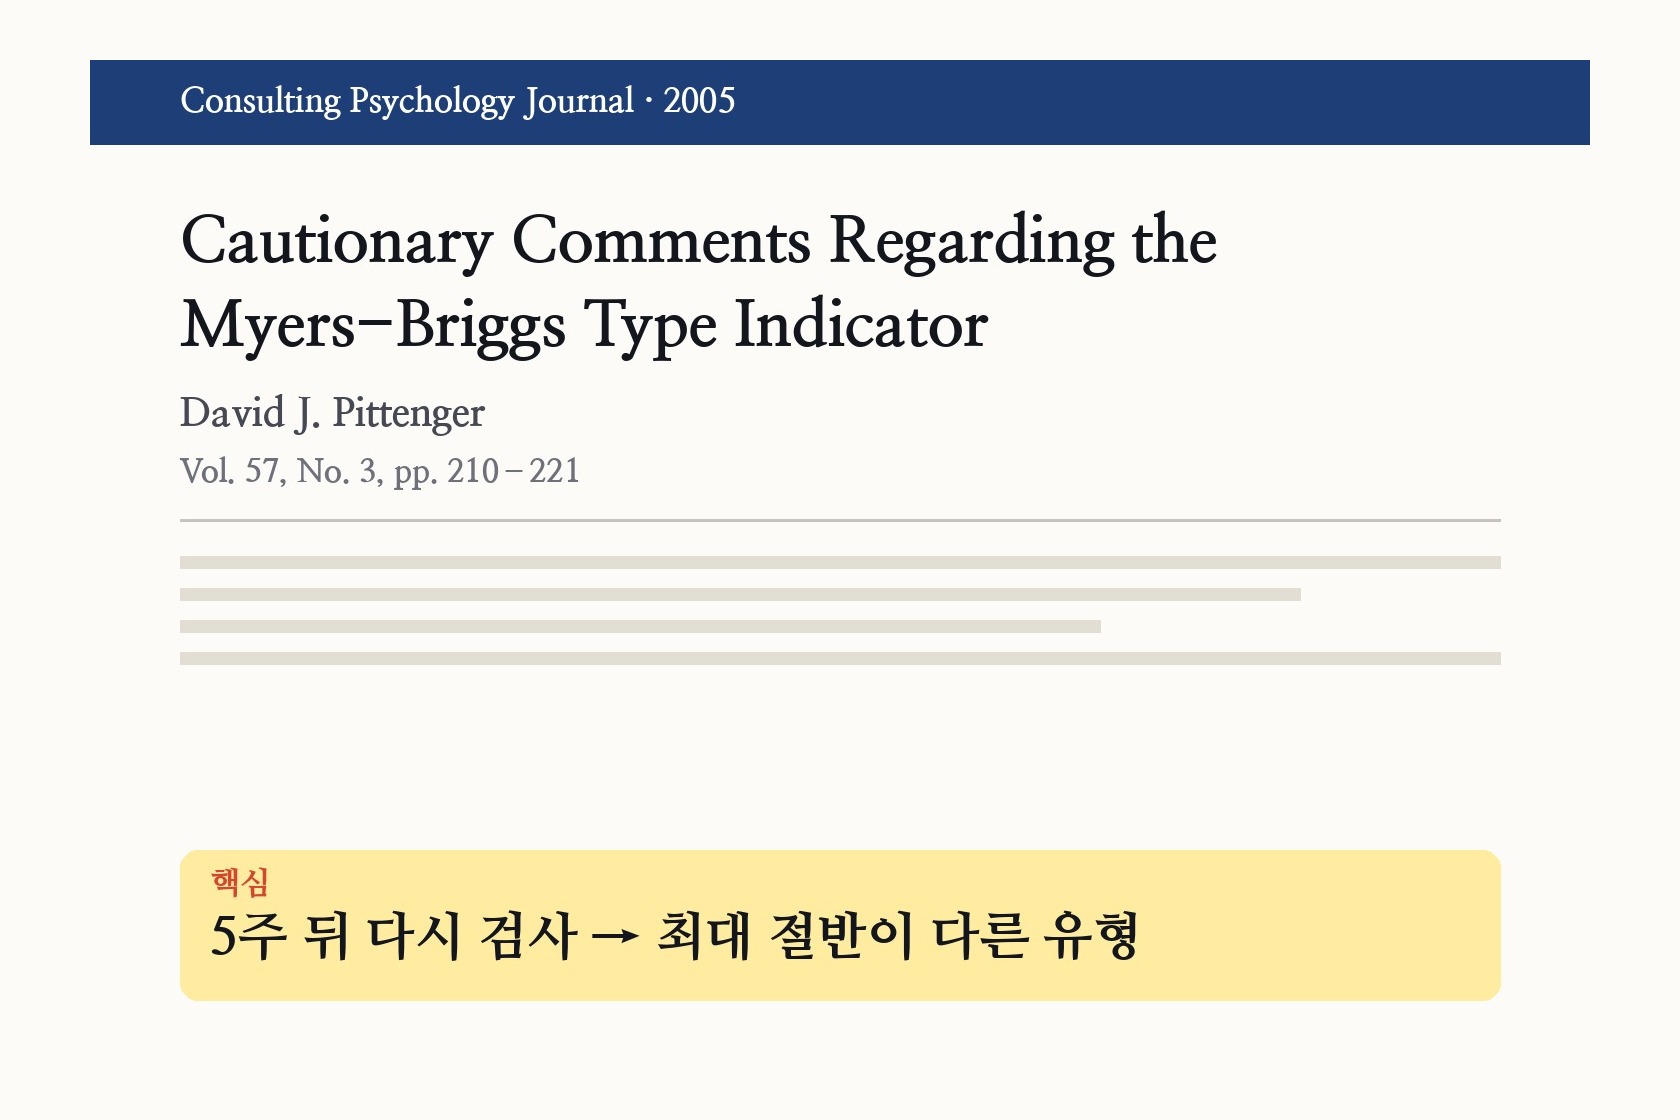 Consulting Psychology Journal · 2005
Cautionary Comments Regarding the
Myers–Briggs Type Indicator
David J. Pittenger
Vol. 57, No. 3, pp. 210–221
핵심
5주 뒤 다시 검사 → 최대 절반이 다른 유형